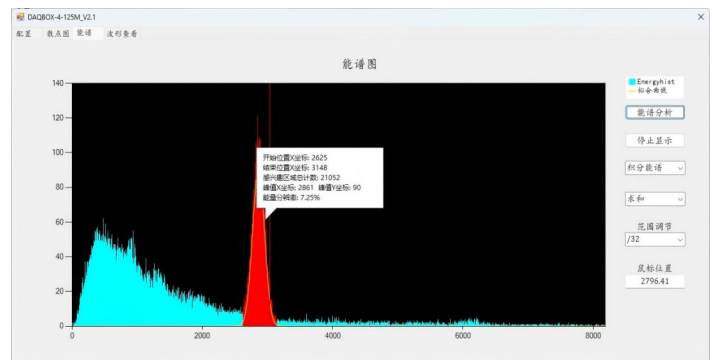 DAQBOX-4-125M_V2.1
配置 散点图 能谱 波形查看
能谱图
Energyhist
拟合曲线
能谱分析
停止显示
积分能谱
求和
范围调节
/32
鼠标位置
2796.41
140
120
100
80
60
40
20
0
开始位置X坐标: 2625
结束位置X坐标: 3148
感兴趣区域总计数: 21052
峰值X坐标: 2861 峰值Y坐标: 90
能量分辨率: 7.25%
0 2000 4000 6000 8000